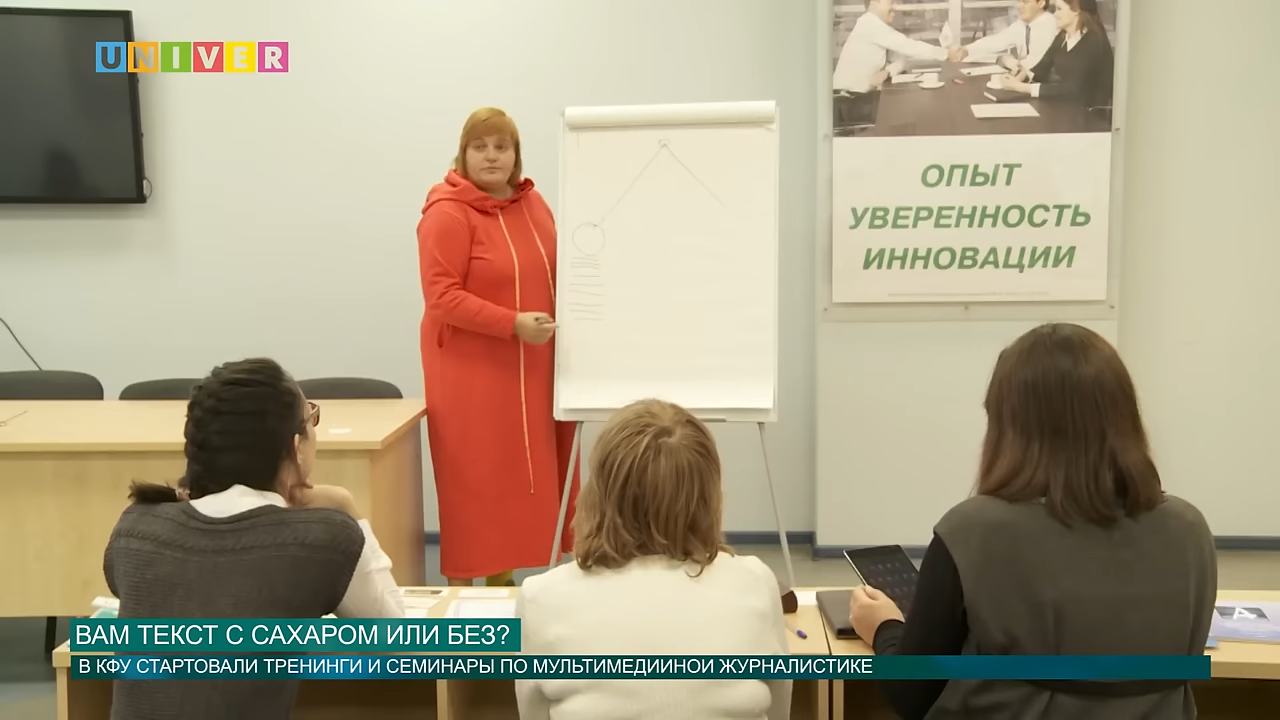 UNIVER
ОПЫТ
УВЕРЕННОСТЬ
ИННОВАЦИИ
A
ВАМ ТЕКСТ С САХАРОМ ИЛИ БЕЗ?
В КФУ СТАРТОВАЛИ ТРЕНИНГИ И СЕМИНАРЫ ПО МУЛЬТИМЕДИИНОИ ЖУРНАЛИСТИКЕ